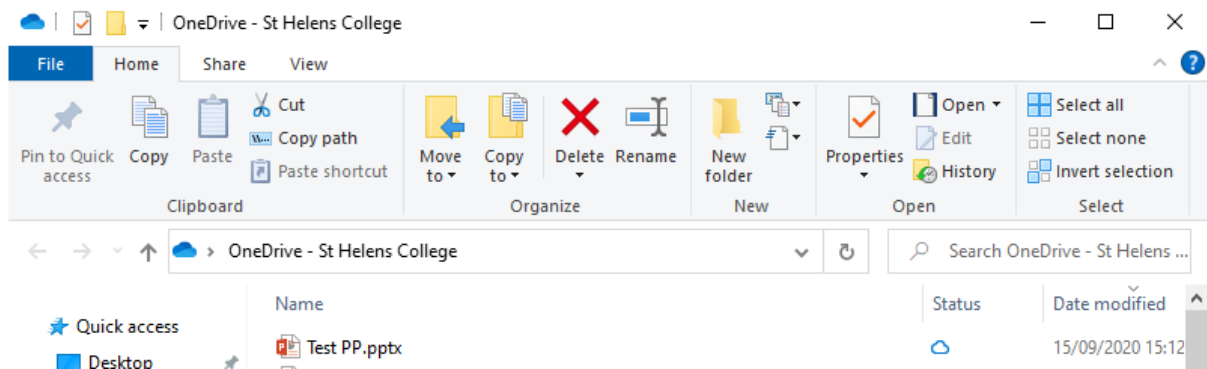 OneDrive - St Helens College
File Home Share View
Pin to Quick access
Copy
Paste
Cut
Copy path
Paste shortcut
Move to
Copy to
Delete
Rename
New folder
Properties
Open
Edit
History
Select all
Select none
Invert selection
Clipboard Organize New Open Select
OneDrive - St Helens College
Search OneDrive - St Helens ...
Name Status Date modified
Quick access
Desktop
Test PP.pptx 15/09/2020 15:12